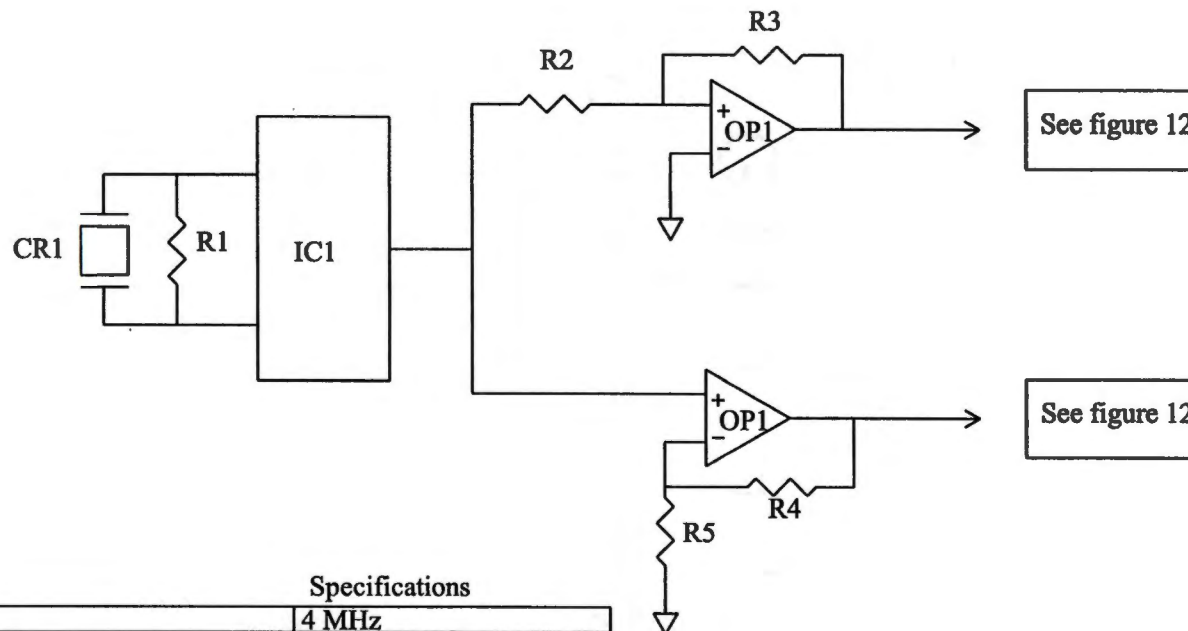 R3
R2
+
OP1
−
See figure 12
CR1
R1
IC1
+
OP1
−
See figure 12
R4
R5
Specifications
4 MHz